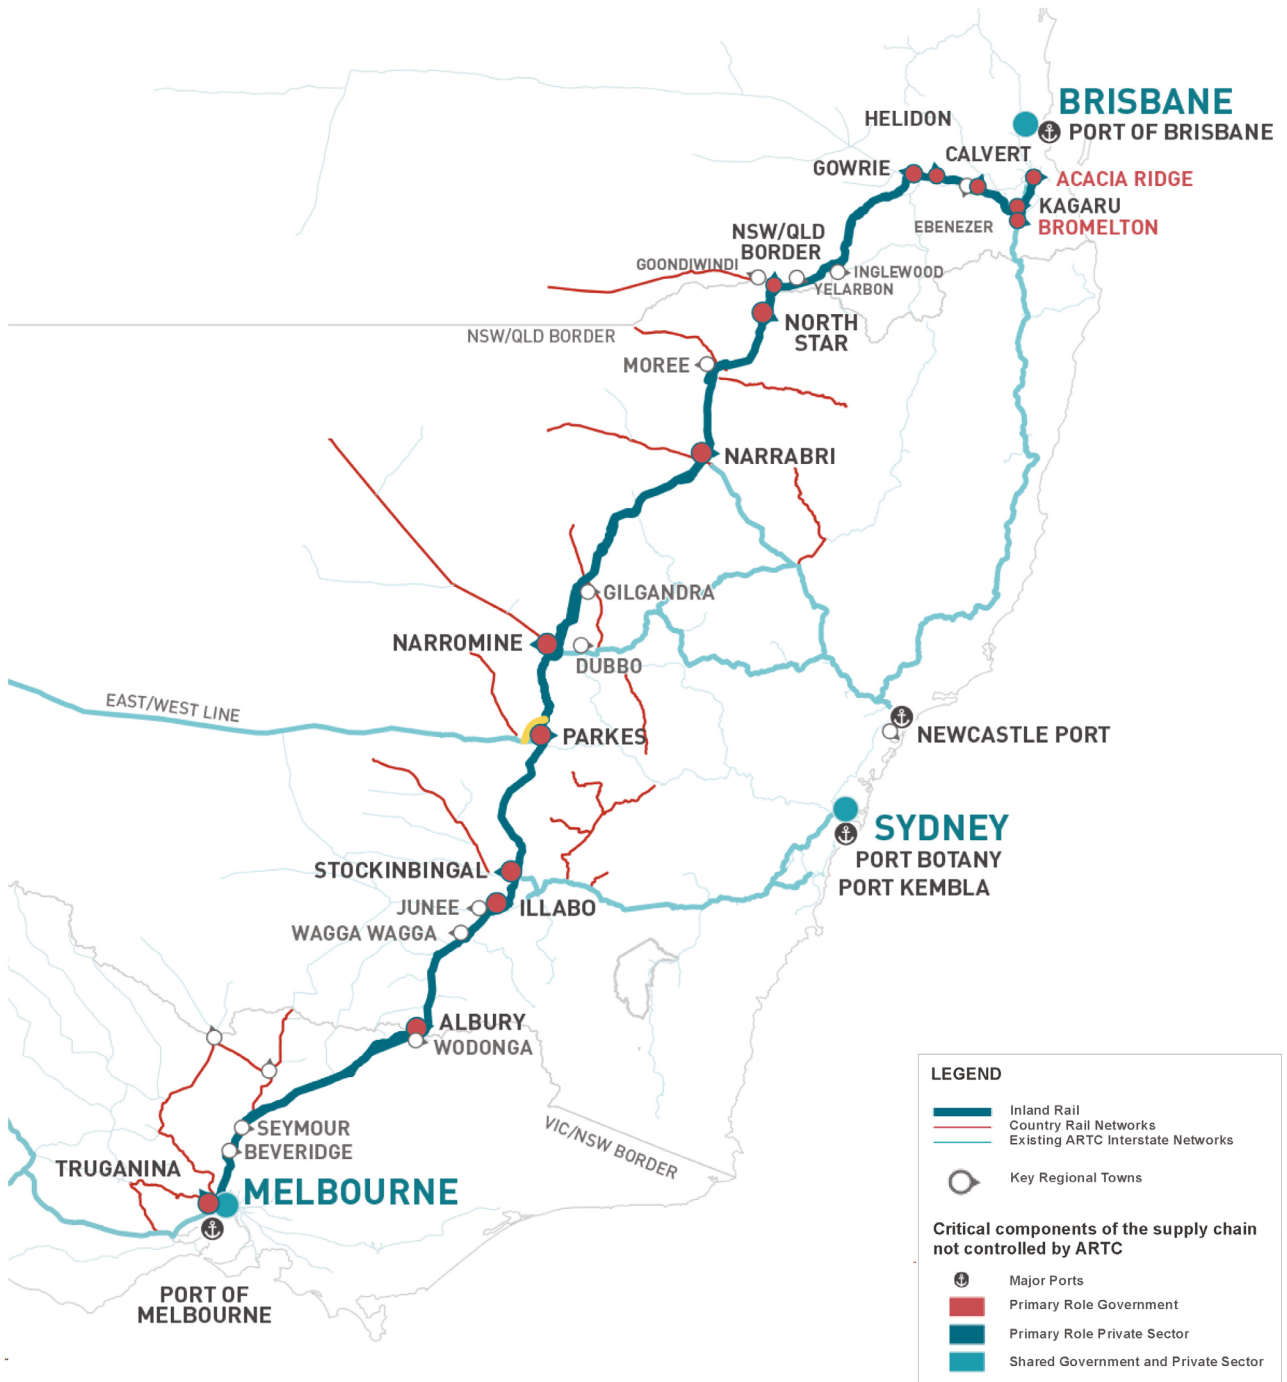 BRISBANE
HELIDON
PORT OF BRISBANE
CALVERT
GOWRIE
ACACIA RIDGE
KAGARU
EBENEZER
BROMELTON
NSW/QLD
BORDER
GOONDIWINDI
INGLEWOOD
YELARBON
NORTH
STAR
NSW/QLD BORDER
MOREE
NARRABRI
GILGANDRA
NARROMINE
DUBBO
EAST/WEST LINE
PARKES
NEWCASTLE PORT
SYDNEY
PORT BOTANY
PORT KEMBLA
STOCKINBINGAL
JUNEE
ILLABO
WAGGA WAGGA
ALBURY
WODONGA
SEYMOUR
BEVERIDGE
VIC/NSW BORDER
TRUGANINA
MELBOURNE
PORT OF
MELBOURNE
LEGEND
Inland Rail
Country Rail Networks
Existing ARTC Interstate Networks
Key Regional Towns
Critical components of the supply chain
not controlled by ARTC
Major Ports
Primary Role Government
Primary Role Private Sector
Shared Government and Private Sector